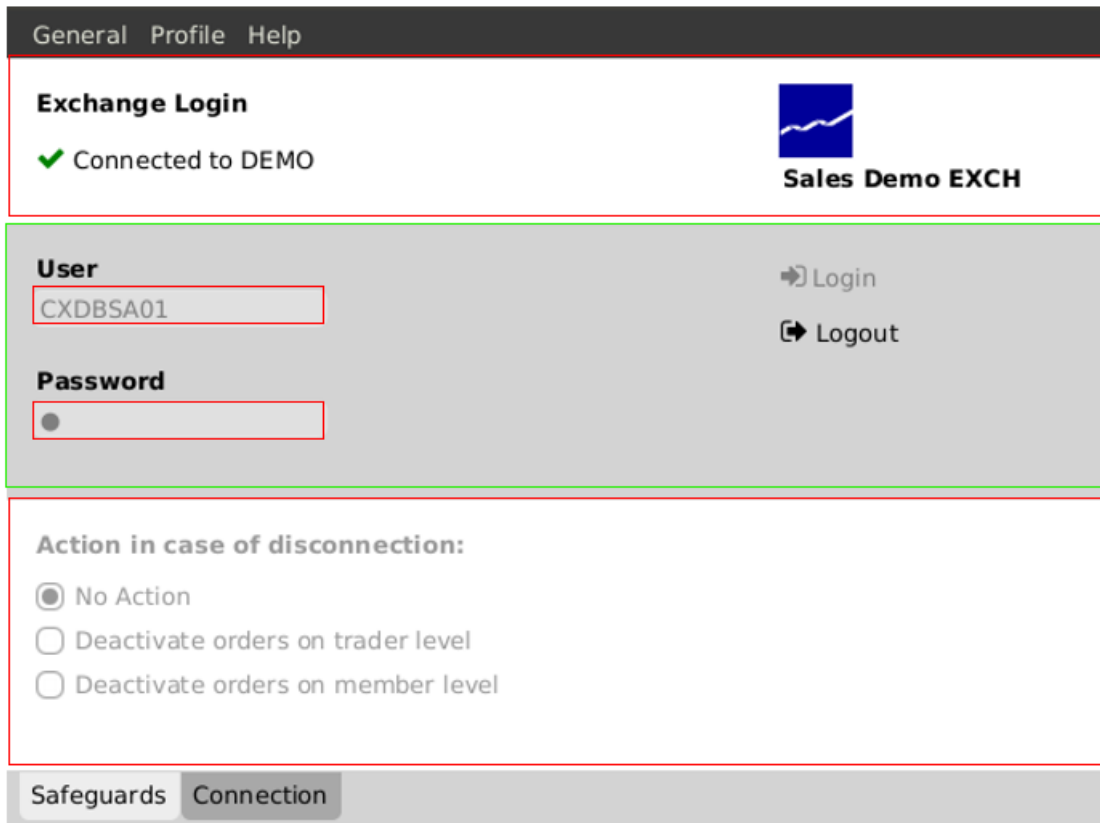 General Profile Help
Exchange Login
Connected to DEMO
Sales Demo EXCH
User
CXDBSA01
Login
Logout
Password
Action in case of disconnection:
No Action
Deactivate orders on trader level
Deactivate orders on member level
Safeguards Connection